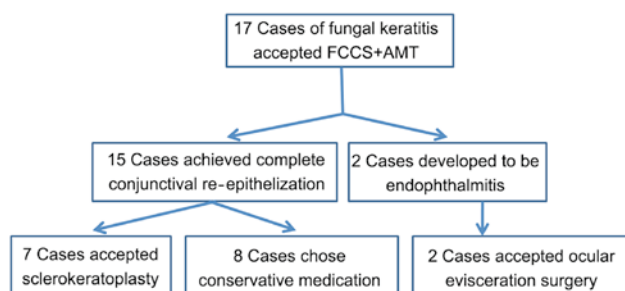 17 Cases of fungal keratitis
accepted FCCS+AMT
15 Cases achieved complete
conjunctival re-epithelization
2 Cases developed to be
endophthalmitis
7 Cases accepted
sclerokeratoplasty
8 Cases chose
conservative medication
2 Cases accepted ocular
evisceration surgery